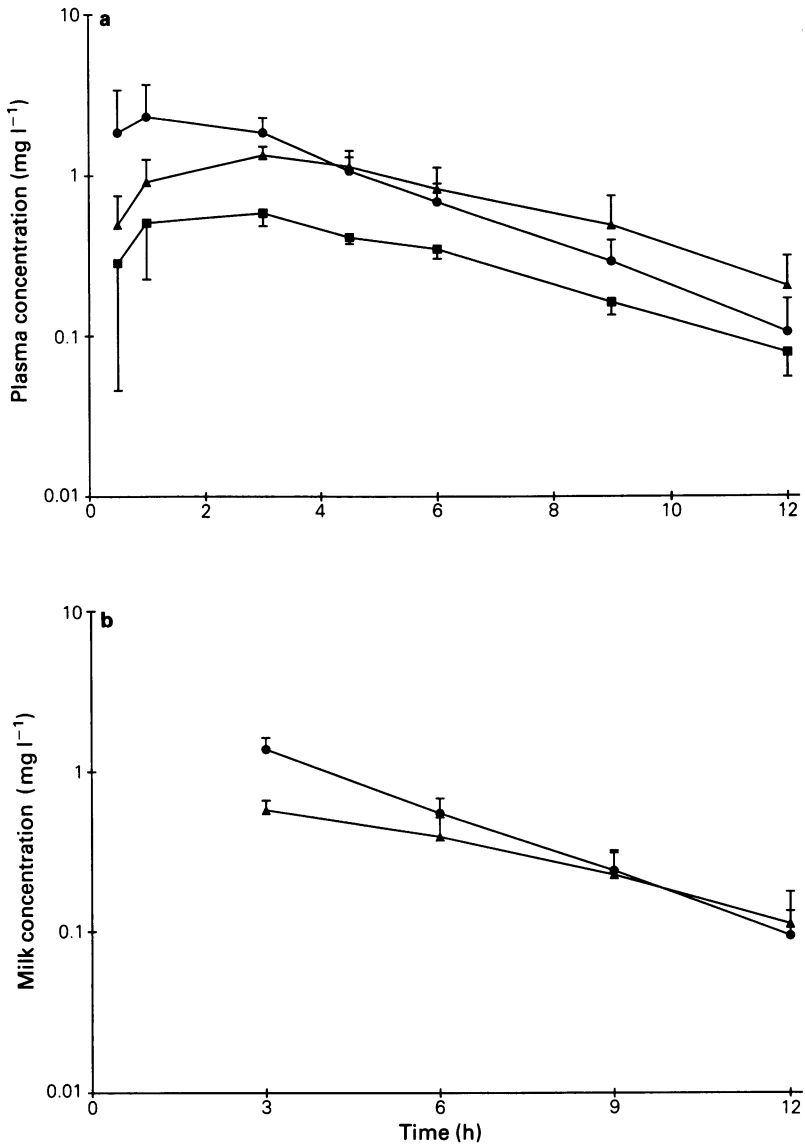 a
Plasma concentration (mg l⁻¹)
10
1
0.1
0.01
0 2 4 6 8 10 12
b
Milk concentration (mg l⁻¹)
10
1
0.1
0.01
0 3 6 9 12
Time (h)